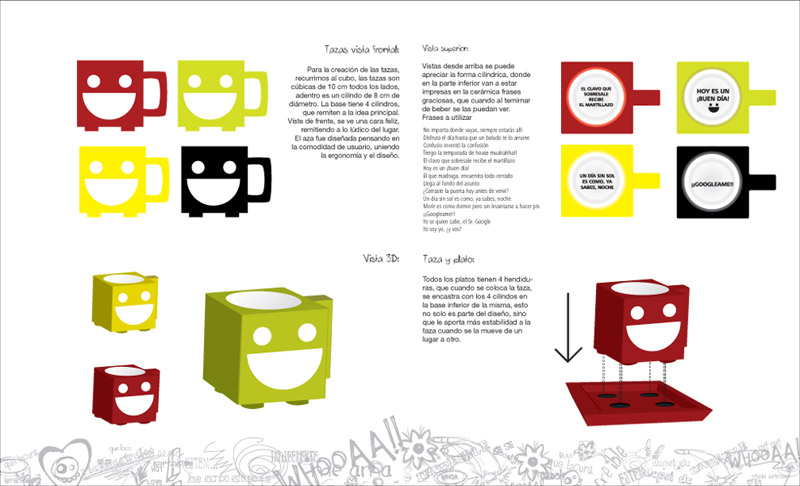 Tazas vista frontal:
Para la creación de las tazas,
recurrimos al cubo, las tazas son
cúbicas de 10 cm todos los lados,
adentro es un cilindo de 8 cm de
diámetro. La base tiene 4 cilindros,
que remiten a la idea principal.
Viste de frente, se ve una cara feliz,
remitiendo a lo lúdico del lugar.
El aza fue diseñada pensando en
la comodidad de usuario, uniendo
la ergonomía y el diseño.
Vista superior:
Vistas desde arriba se puede
apreciar la forma cilíndrica, donde
en la parte inferior van a estar
impresas en la cerámica frases
graciosas, que cuando al terminar
de beber se las puedan ver.
Frases a utilizar
No importa donde vayas, siempre estarás allí
Disfruta el día hasta que un boludo te lo arruine
Confusio inventó la confusión
Tengo la temporada de house muahahha!!
El clavo que sobresale recibe el martillazo
Hoy es un ¡buen día!
El que madruga, encuentra todo cerrado
Llega al fondo del asunto
¿Cerraste la puerta hoy antes de venir?
Un día sin sol es como, ya sabes, noche
Morir es como dormir pero sin levantarse a hacer pis
¡¡Googleame!!
Yo se quien sabe, el Sr. Google
Yo soy yo, ¿y vos?
EL CLAVO QUE
SOBRESALE
RECIBE
EL MARTILLAZO
HOY ES UN
¡BUEN DÍA!
UN DÍA SIN SOL
ES COMO, YA
SABES, NOCHE
¡¡GOOGLEAME!!
Vista 3D:
Taza y plato:
Todos los platos tienen 4 hendidu-
ras, que cuando se coloca la taza,
se encastra con los 4 cilindos en
la base inferior de la misma, esto
no solo es parte del diseño, sino
que le aporta más estabilidad a la
taza cuando se la mueve de un
lugar a otro.
WHOOAA!!
WHOOAA!!
WHOA